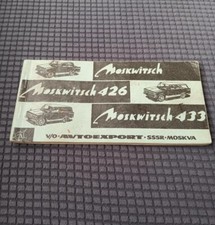 Moskwitsch
Moskwitsch 426
Moskwitsch 433
V/O · AVTOEXPORT · SSSR · MOSKVA